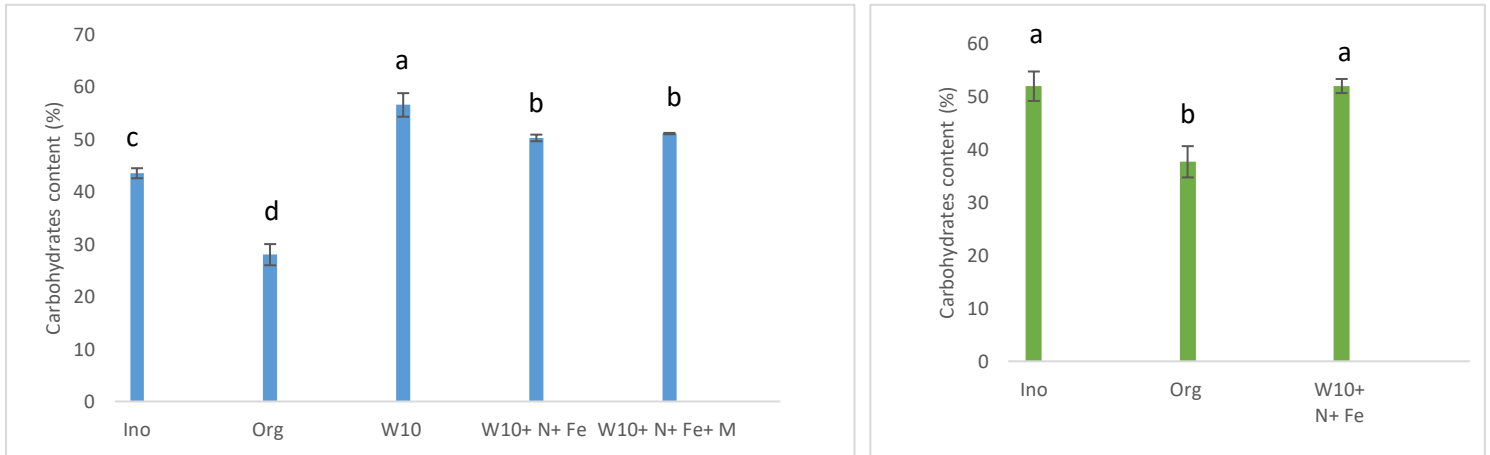 Carbohydrates content (%)
70
60
50
40
30
20
10
0
c
d
a
b
b
Ino
Org
W10
W10+ N+ Fe
W10+ N+ Fe+ M
Carbohydrates content (%)
60
50
40
30
20
10
0
a
b
a
Ino
Org
W10+
N+ Fe